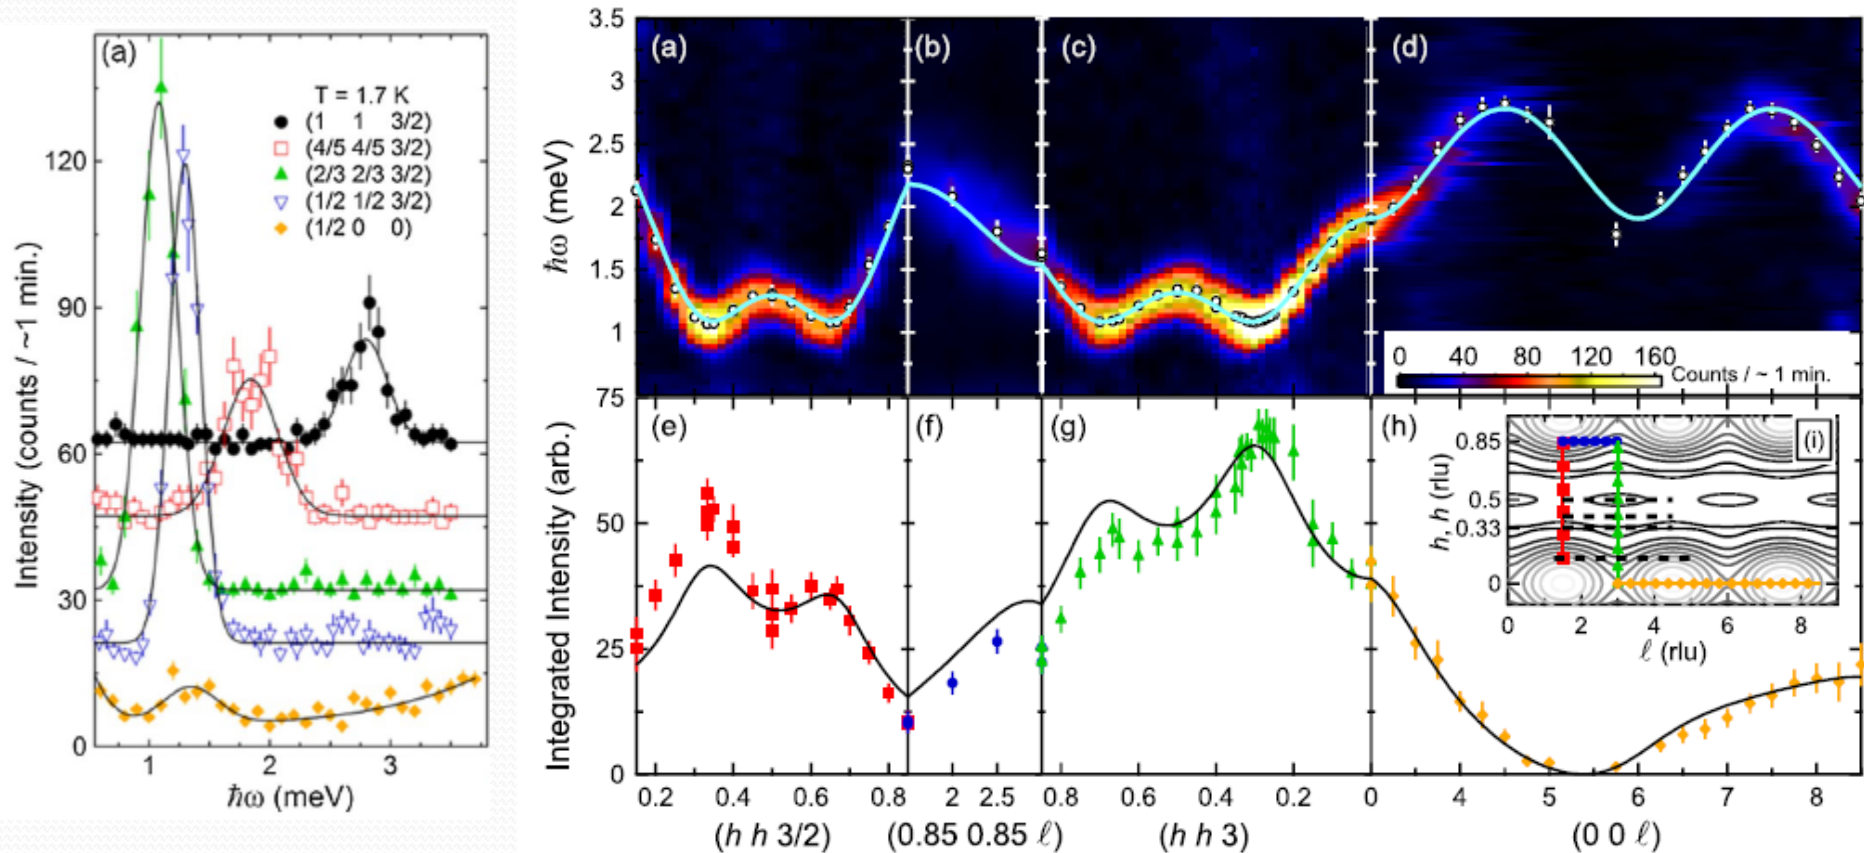 (a)
T = 1.7 K
(1 1 3/2)
(4/5 4/5 3/2)
(2/3 2/3 3/2)
(1/2 1/2 3/2)
(1/2 0 0)
Intensity (counts / ~1 min.)
120
90
60
30
0
1 2 3
ℏω (meV)
(a) (b) (c) (d)
ℏω (meV)
3.5
3
2.5
2
1.5
1
0 40 80 120 160
Counts / ~ 1 min.
(e) (f) (g) (h)
Integrated Intensity (arb.)
75
50
25
0
(i)
h, h (rlu)
0.85
0.5
0.33
0
0 2 4 6 8
ℓ (rlu)
0.2 0.4 0.6 0.8 2 2.5 0.8 0.6 0.4 0.2 0 4 5 6 7 8
(h h 3/2) (0.85 0.85 ℓ) (h h 3) (0 0 ℓ)